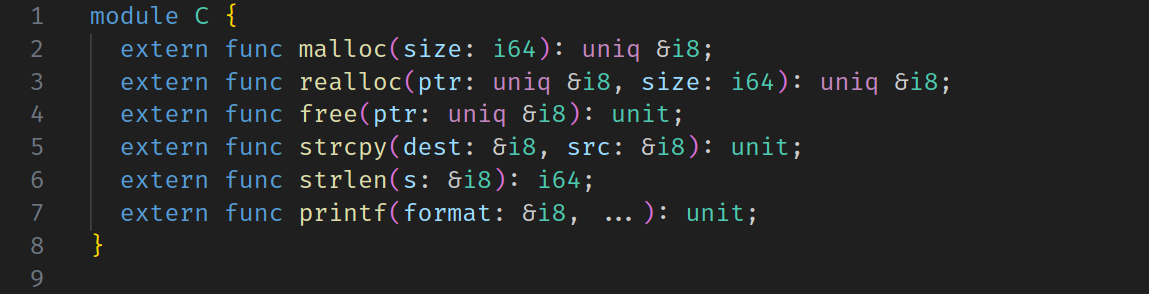 1 module C {
2 extern func malloc(size: i64): uniq &i8;
3 extern func realloc(ptr: uniq &i8, size: i64): uniq &i8;
4 extern func free(ptr: uniq &i8): unit;
5 extern func strcpy(dest: &i8, src: &i8): unit;
6 extern func strlen(s: &i8): i64;
7 extern func printf(format: &i8, ...): unit;
8 }
9